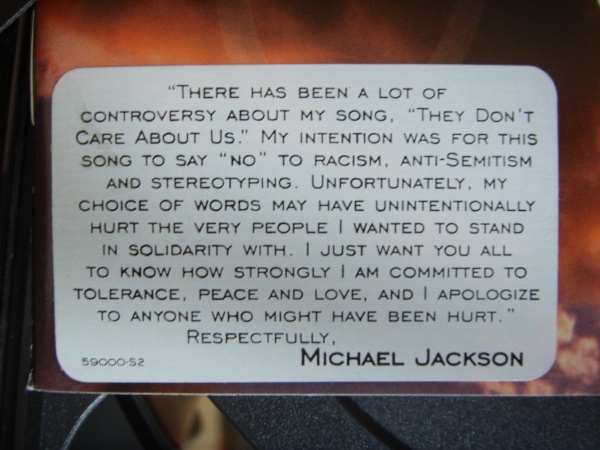 “There has been a lot of
controversy about my song, “They Don't
Care About Us.” My intention was for this
song to say “no” to racism, anti-Semitism
and stereotyping. Unfortunately, my
choice of words may have unintentionally
hurt the very people I wanted to stand
in solidarity with. I just want you all
to know how strongly I am committed to
tolerance, peace and love, and I apologize
to anyone who might have been hurt.”
Respectfully,
59000-S2 Michael Jackson